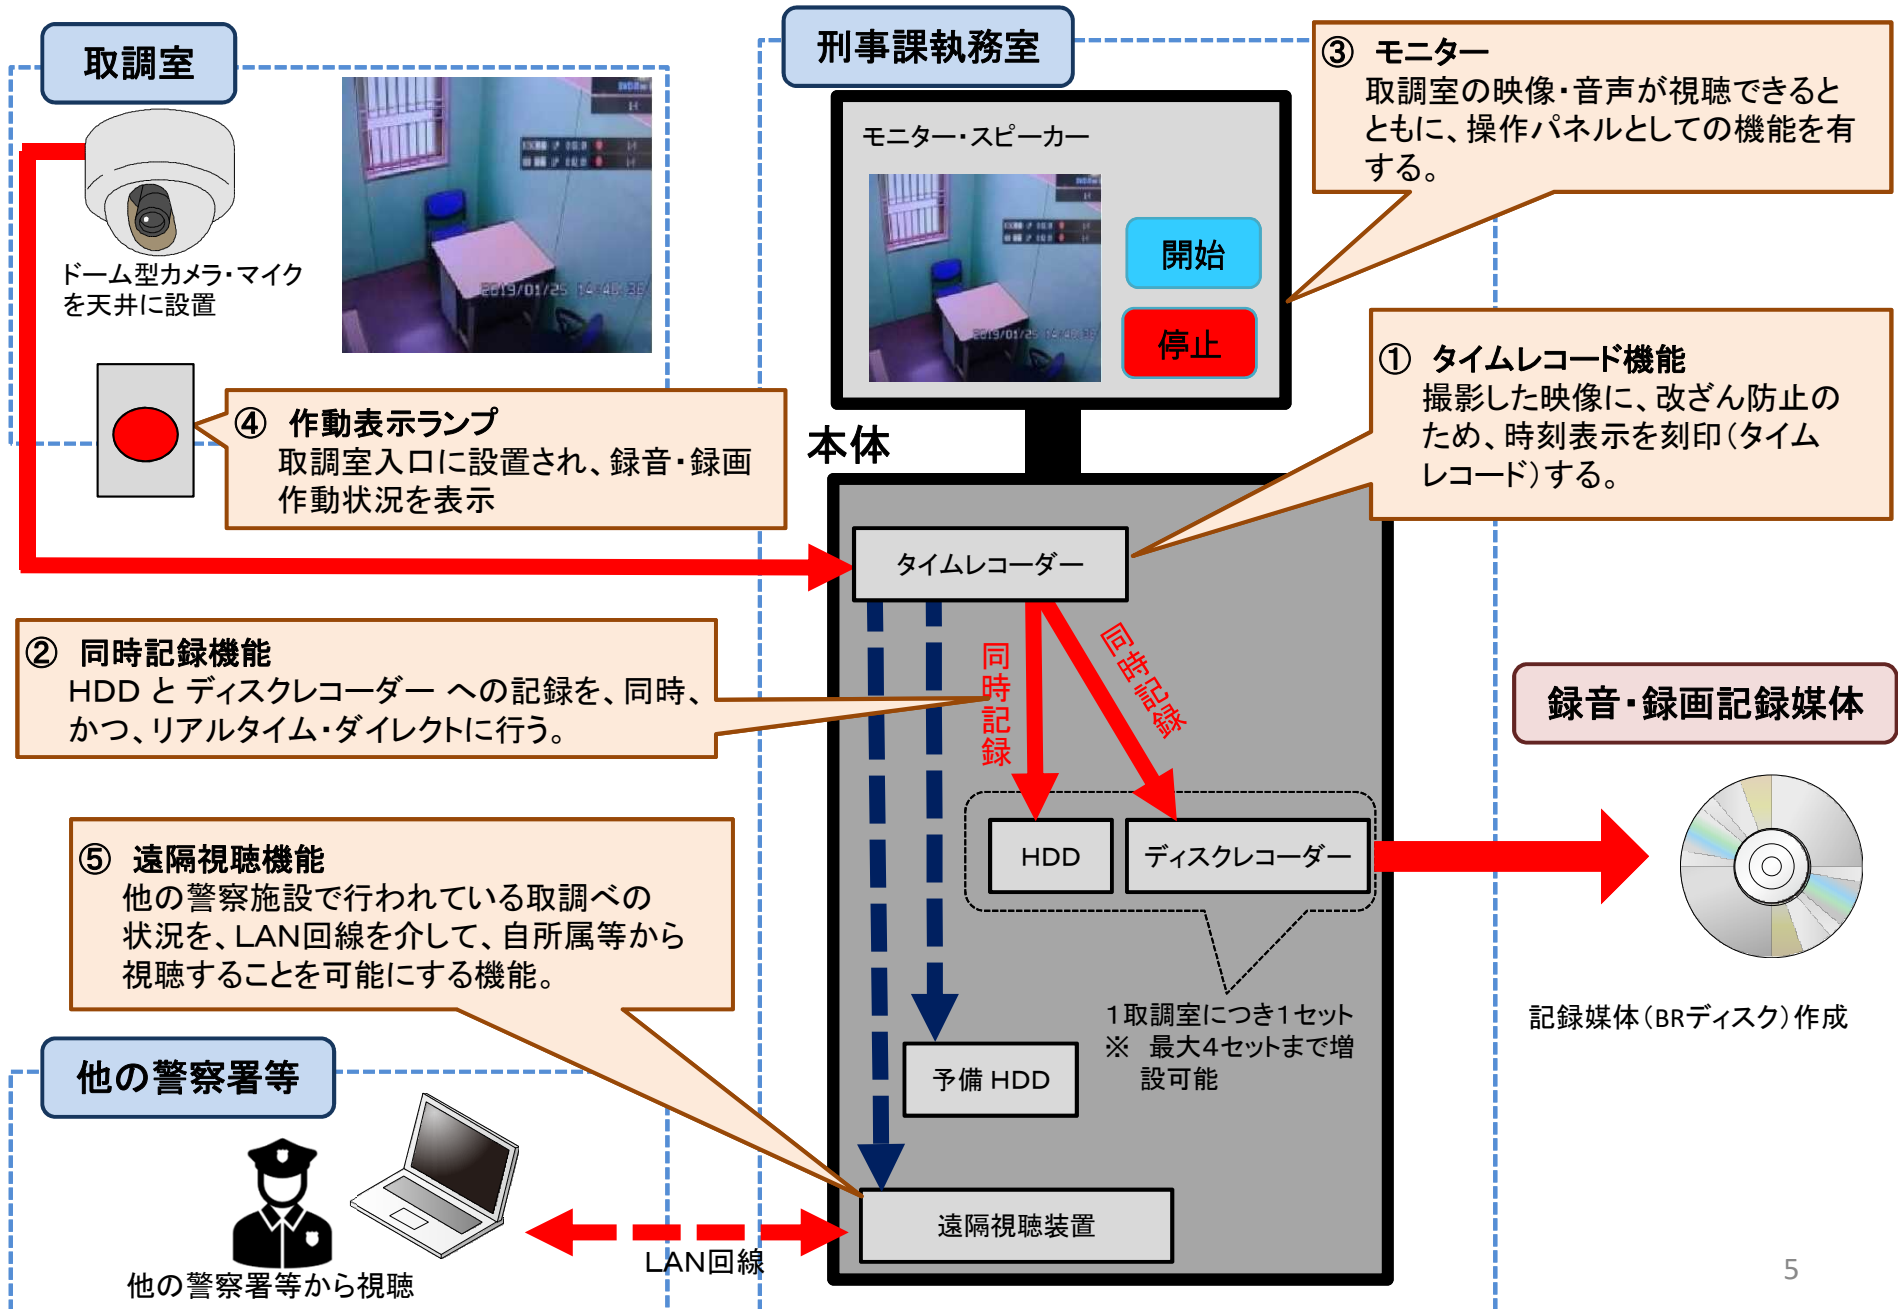 取調室
ドーム型カメラ・マイク
を天井に設置
2019/01/25
④ 作動表示ランプ
取調室入口に設置され、録音・録画
作動状況を表示
刑事課執務室
モニター・スピーカー
2019/01/25
開始
停止
③ モニター
取調室の映像・音声が視聴できると
ともに、操作パネルとしての機能を有
する。
① タイムレコード機能
撮影した映像に、改ざん防止の
ため、時刻表示を刻印(タイム
レコード)する。
本体
タイムレコーダー
② 同時記録機能
HDD と ディスクレコーダー への記録を、同時、
かつ、リアルタイム・ダイレクトに行う。
同時記録
同時記録
HDD
ディスクレコーダー
録音・録画記録媒体
記録媒体(BRディスク)作成
1取調室につき1セット
※ 最大4セットまで増
設可能
予備 HDD
⑤ 遠隔視聴機能
他の警察施設で行われている取調べの
状況を、LAN回線を介して、自所属等から
視聴することを可能にする機能。
他の警察署等
他の警察署等から視聴
LAN回線
遠隔視聴装置
5